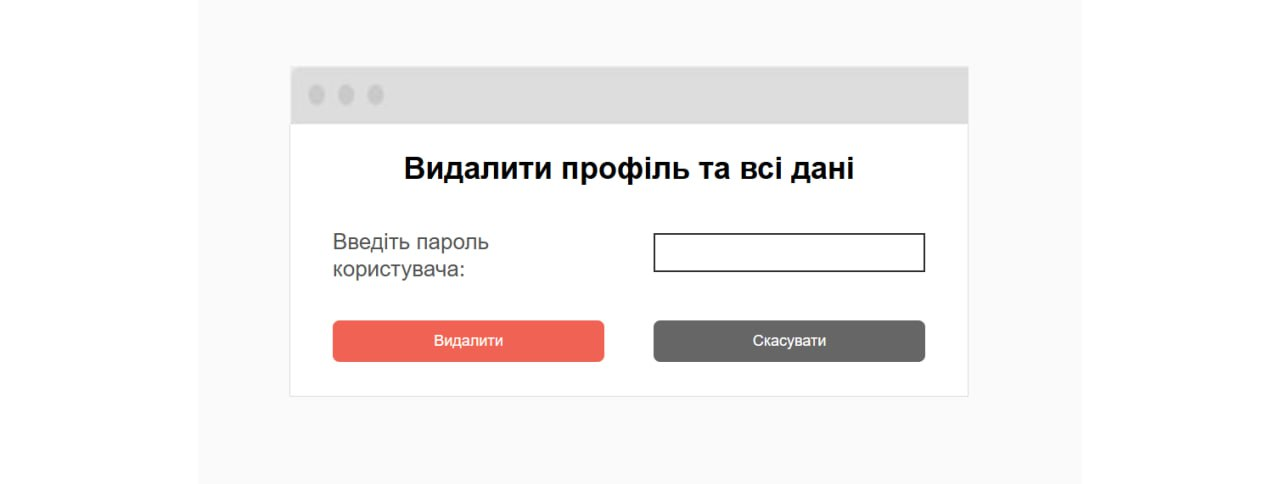 Видалити профіль та всі дані
Введіть пароль
користувача:
Видалити
Скасувати